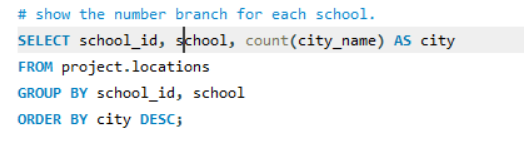 # show the number branch for each school.
SELECT school_id, school, count(city_name) AS city
FROM project.locations
GROUP BY school_id, school
ORDER BY city DESC;